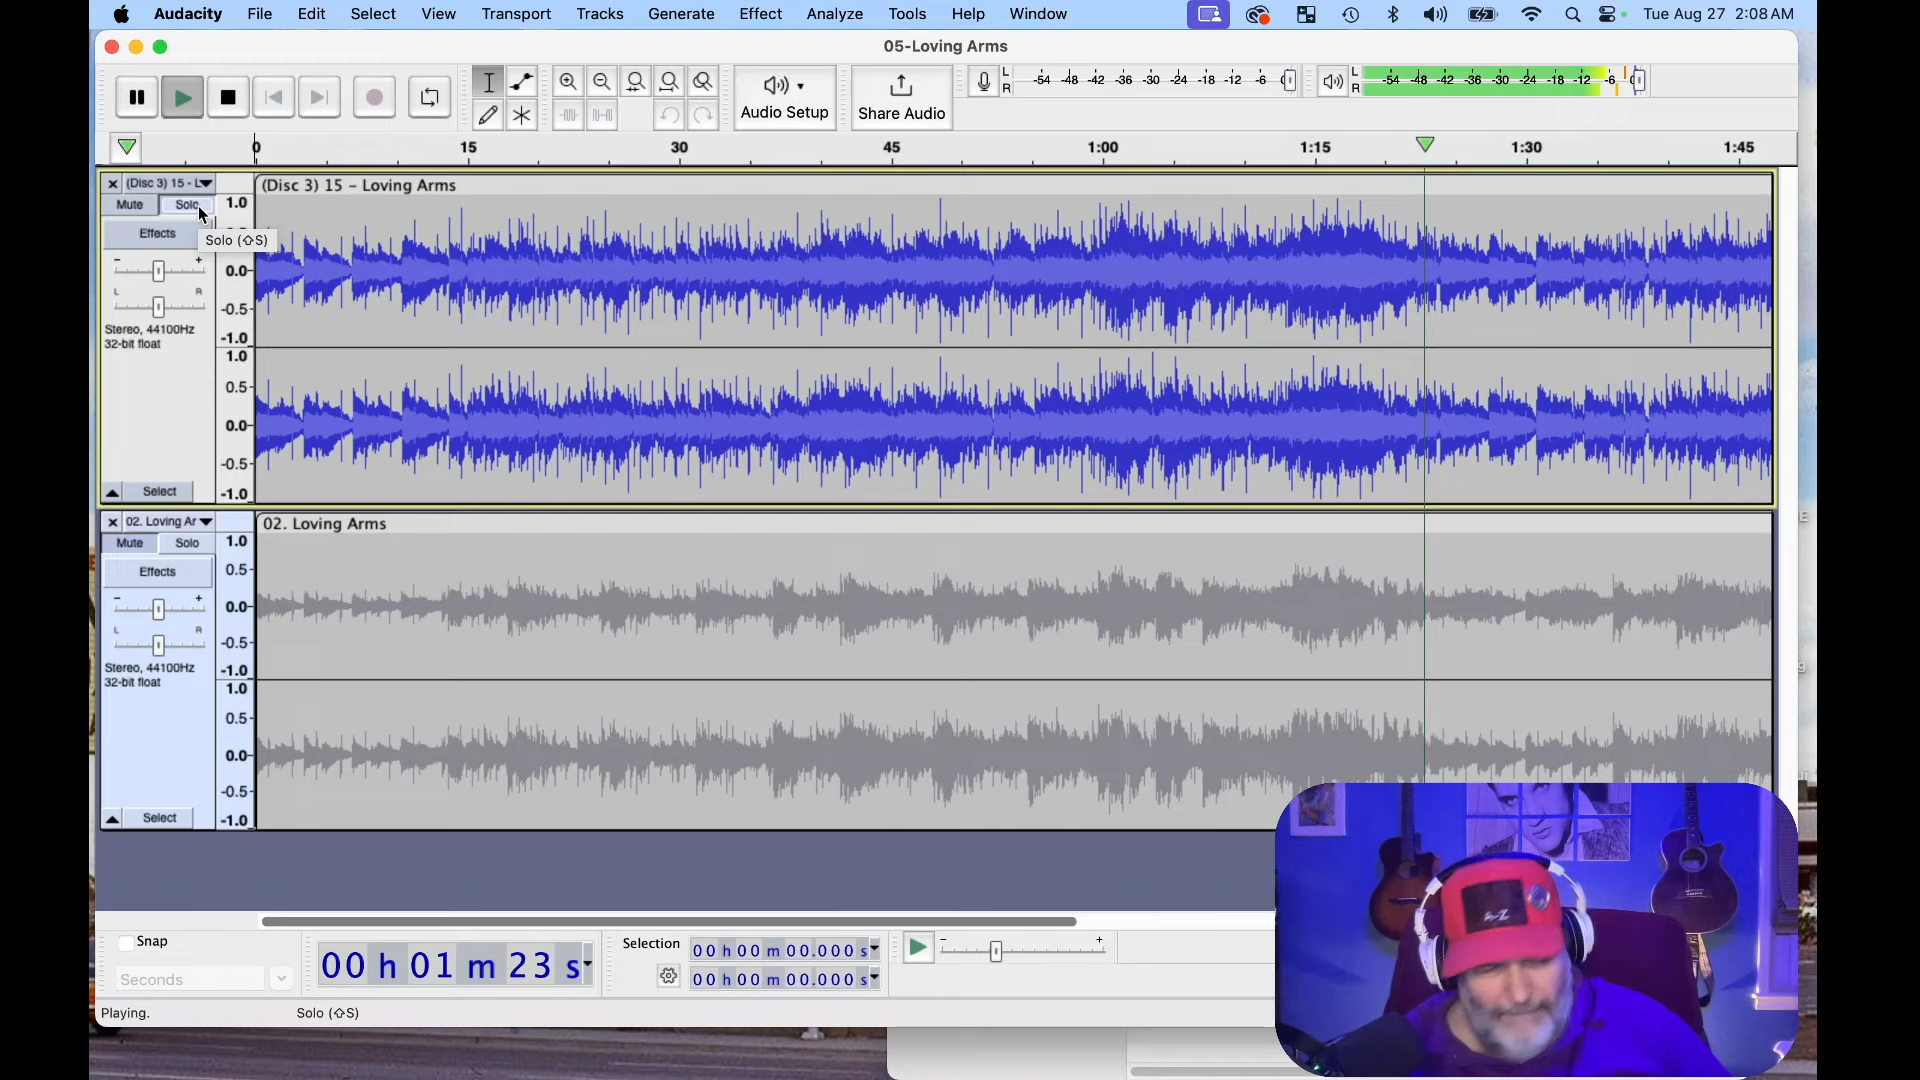 Audacity File Edit Select View Transport Tracks Generate Effect Analyze Tools Help Window Tue Aug 27 2:08 AM
05-Loving Arms
Audio Setup
Share Audio
L R -54 -48 -42 -36 -30 -24 -18 -12 -6 0
L R -54 -48 -42 -36 -30 -24 -18 -12 -6 0
0 15 30 45 1:00 1:15 1:30 1:45
(Disc 3) 15 - L
(Disc 3) 15 - Loving Arms
Mute Solo
Effects
Solo (⇧S)
- +
L R
Stereo, 44100Hz
32-bit float
Select
1.0
0.0
-0.5
-1.0
1.0
0.5
0.0
-0.5
-1.0
02. Loving Ar
02. Loving Arms
Mute Solo
Effects
- +
L R
Stereo, 44100Hz
32-bit float
Select
1.0
0.5
0.0
-0.5
-1.0
1.0
0.5
0.0
-0.5
-1.0
Snap
Seconds
00 h 01 m 23 s
Selection
00 h 00 m 00.000 s
00 h 00 m 00.000 s
- +
Playing.
Solo (⇧S)